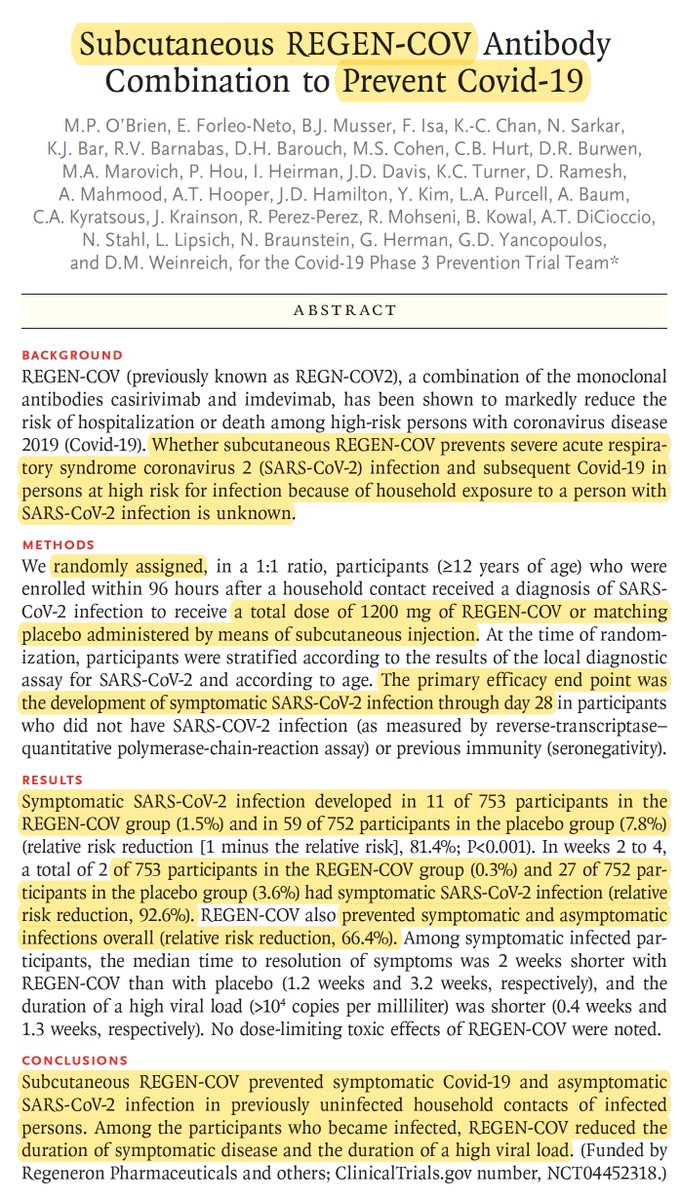 Subcutaneous REGEN-COV Antibody
Combination to Prevent Covid-19
M.P. O’Brien, E. Forleo-Neto, B.J. Musser, F. Isa, K.-C. Chan, N. Sarkar,
K.J. Bar, R.V. Barnabas, D.H. Barouch, M.S. Cohen, C.B. Hurt, D.R. Burwen,
M.A. Marovich, P. Hou, I. Heirman, J.D. Davis, K.C. Turner, D. Ramesh,
A. Mahmood, A.T. Hooper, J.D. Hamilton, Y. Kim, L.A. Purcell, A. Baum,
C.A. Kyratsous, J. Krainson, R. Perez-Perez, R. Mohseni, B. Kowal, A.T. DiCioccio,
N. Stahl, L. Lipsich, N. Braunstein, G. Herman, G.D. Yancopoulos,
and D.M. Weinreich, for the Covid-19 Phase 3 Prevention Trial Team*
ABSTRACT
BACKGROUND
REGEN-COV (previously known as REGN-COV2), a combination of the monoclonal
antibodies casirivimab and imdevimab, has been shown to markedly reduce the
risk of hospitalization or death among high-risk persons with coronavirus disease
2019 (Covid-19). Whether subcutaneous REGEN-COV prevents severe acute respira-
tory syndrome coronavirus 2 (SARS-CoV-2) infection and subsequent Covid-19 in
persons at high risk for infection because of household exposure to a person with
SARS-CoV-2 infection is unknown.
METHODS
We randomly assigned, in a 1:1 ratio, participants (≥12 years of age) who were
enrolled within 96 hours after a household contact received a diagnosis of SARS-
CoV-2 infection to receive a total dose of 1200 mg of REGEN-COV or matching
placebo administered by means of subcutaneous injection. At the time of random-
ization, participants were stratified according to the results of the local diagnostic
assay for SARS-CoV-2 and according to age. The primary efficacy end point was
the development of symptomatic SARS-CoV-2 infection through day 28 in participants
who did not have SARS-COV-2 infection (as measured by reverse-transcriptase–
quantitative polymerase-chain-reaction assay) or previous immunity (seronegativity).
RESULTS
Symptomatic SARS-CoV-2 infection developed in 11 of 753 participants in the
REGEN-COV group (1.5%) and in 59 of 752 participants in the placebo group (7.8%)
(relative risk reduction [1 minus the relative risk], 81.4%; P<0.001). In weeks 2 to 4,
a total of 2 of 753 participants in the REGEN-COV group (0.3%) and 27 of 752 par-
ticipants in the placebo group (3.6%) had symptomatic SARS-CoV-2 infection (relative
risk reduction, 92.6%). REGEN-COV also prevented symptomatic and asymptomatic
infections overall (relative risk reduction, 66.4%). Among symptomatic infected par-
ticipants, the median time to resolution of symptoms was 2 weeks shorter with
REGEN-COV than with placebo (1.2 weeks and 3.2 weeks, respectively), and the
duration of a high viral load (>10⁴ copies per milliliter) was shorter (0.4 weeks and
1.3 weeks, respectively). No dose-limiting toxic effects of REGEN-COV were noted.
CONCLUSIONS
Subcutaneous REGEN-COV prevented symptomatic Covid-19 and asymptomatic
SARS-CoV-2 infection in previously uninfected household contacts of infected
persons. Among the participants who became infected, REGEN-COV reduced the
duration of symptomatic disease and the duration of a high viral load. (Funded by
Regeneron Pharmaceuticals and others; ClinicalTrials.gov number, NCT04452318.)